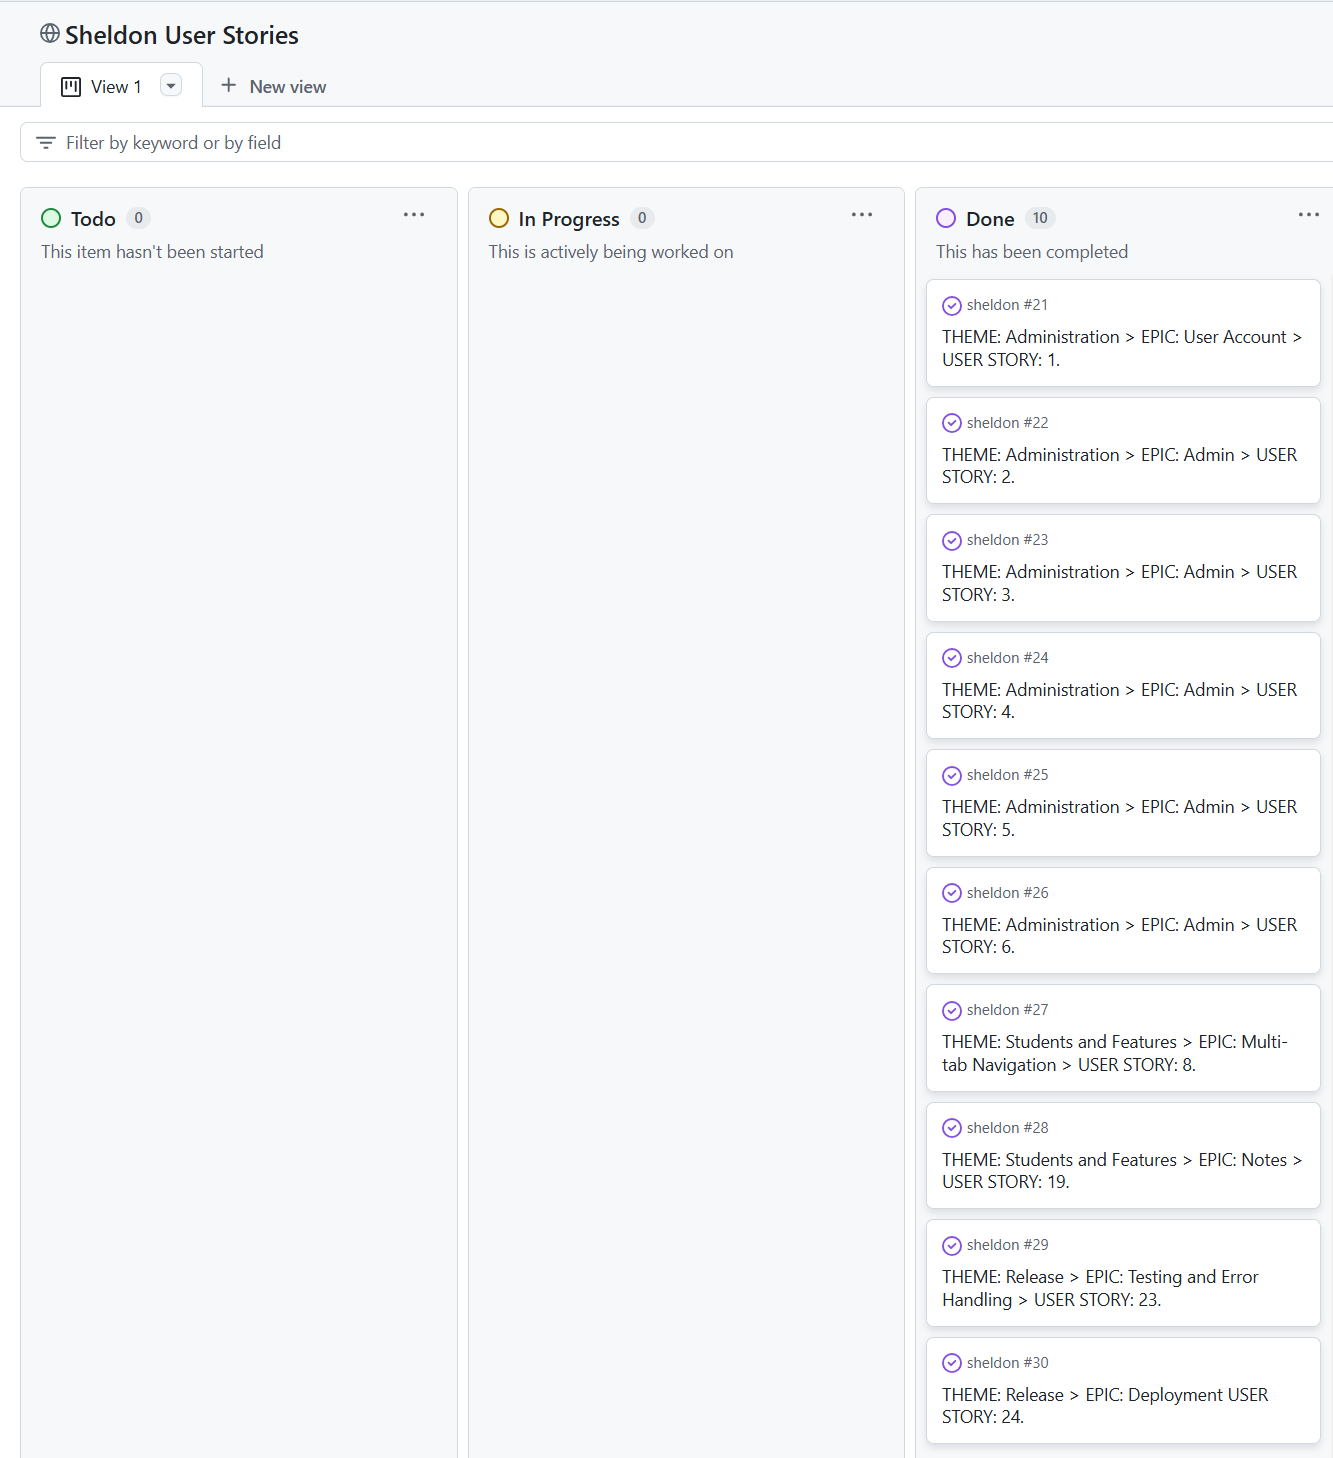 Sheldon User Stories
View 1
New view
Filter by keyword or by field
Todo 0
This item hasn't been started
In Progress 0
This is actively being worked on
Done 10
This has been completed
sheldon #21
THEME: Administration > EPIC: User Account >
USER STORY: 1.
sheldon #22
THEME: Administration > EPIC: Admin > USER
STORY: 2.
sheldon #23
THEME: Administration > EPIC: Admin > USER
STORY: 3.
sheldon #24
THEME: Administration > EPIC: Admin > USER
STORY: 4.
sheldon #25
THEME: Administration > EPIC: Admin > USER
STORY: 5.
sheldon #26
THEME: Administration > EPIC: Admin > USER
STORY: 6.
sheldon #27
THEME: Students and Features > EPIC: Multi-
tab Navigation > USER STORY: 8.
sheldon #28
THEME: Students and Features > EPIC: Notes >
USER STORY: 19.
sheldon #29
THEME: Release > EPIC: Testing and Error
Handling > USER STORY: 23.
sheldon #30
THEME: Release > EPIC: Deployment USER
STORY: 24.